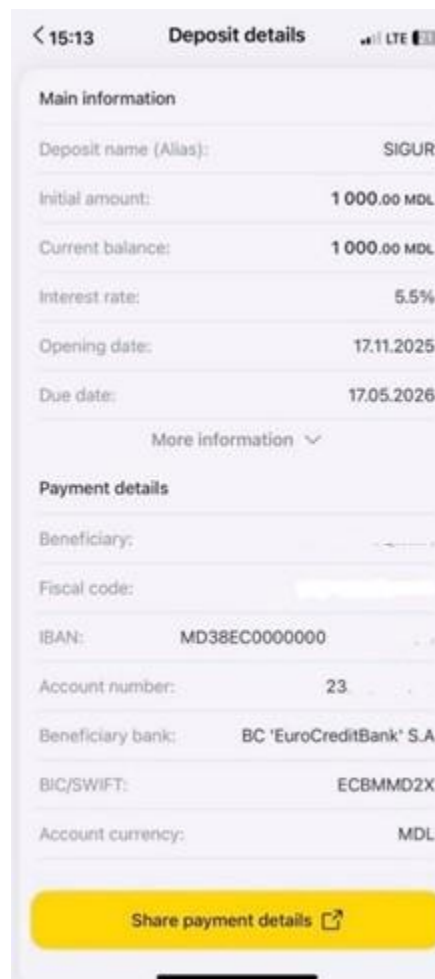 15:13 Deposit details LTE
Main information
Deposit name (Alias): SIGUR
Initial amount: 1 000.00 MDL
Current balance: 1 000.00 MDL
Interest rate: 5.5%
Opening date: 17.11.2025
Due date: 17.05.2026
More information
Payment details
Beneficiary:
Fiscal code:
IBAN: MD38EC0000000
Account number: 23
Beneficiary bank: BC 'EuroCreditBank' S.A
BIC/SWIFT: ECBMMD2X
Account currency: MDL
Share payment details